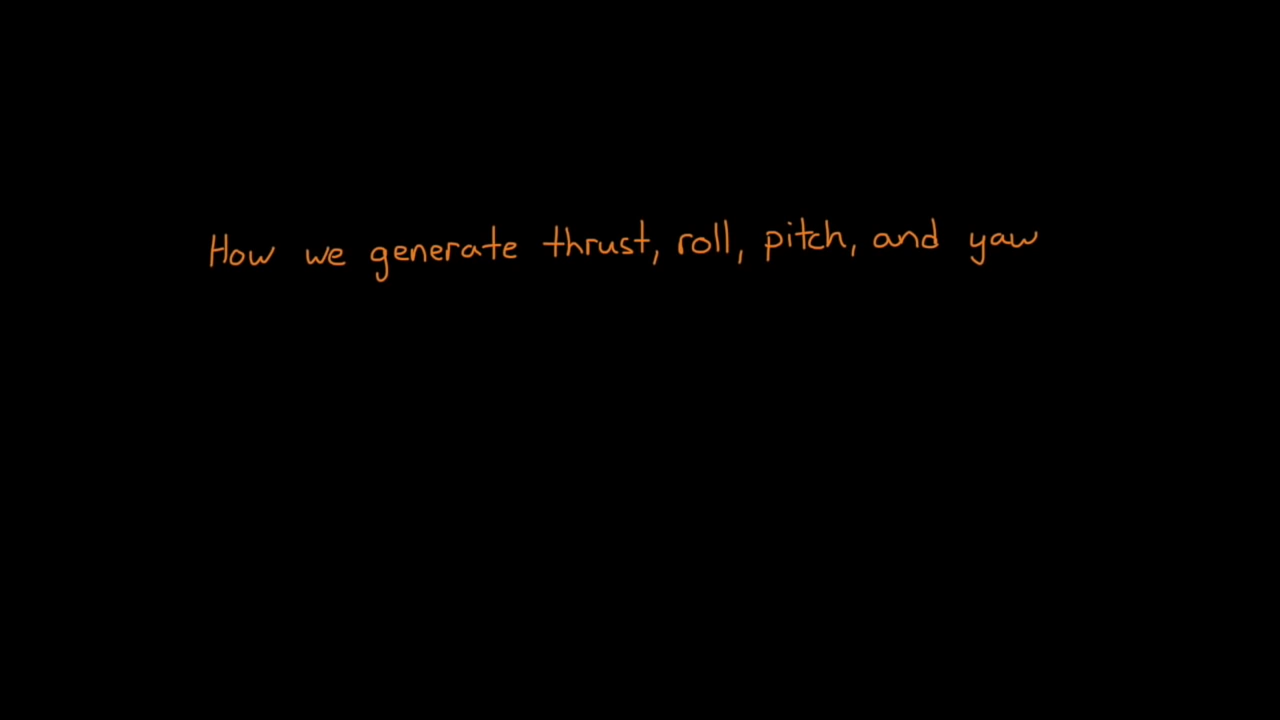 How we generate thrust, roll, pitch, and yaw